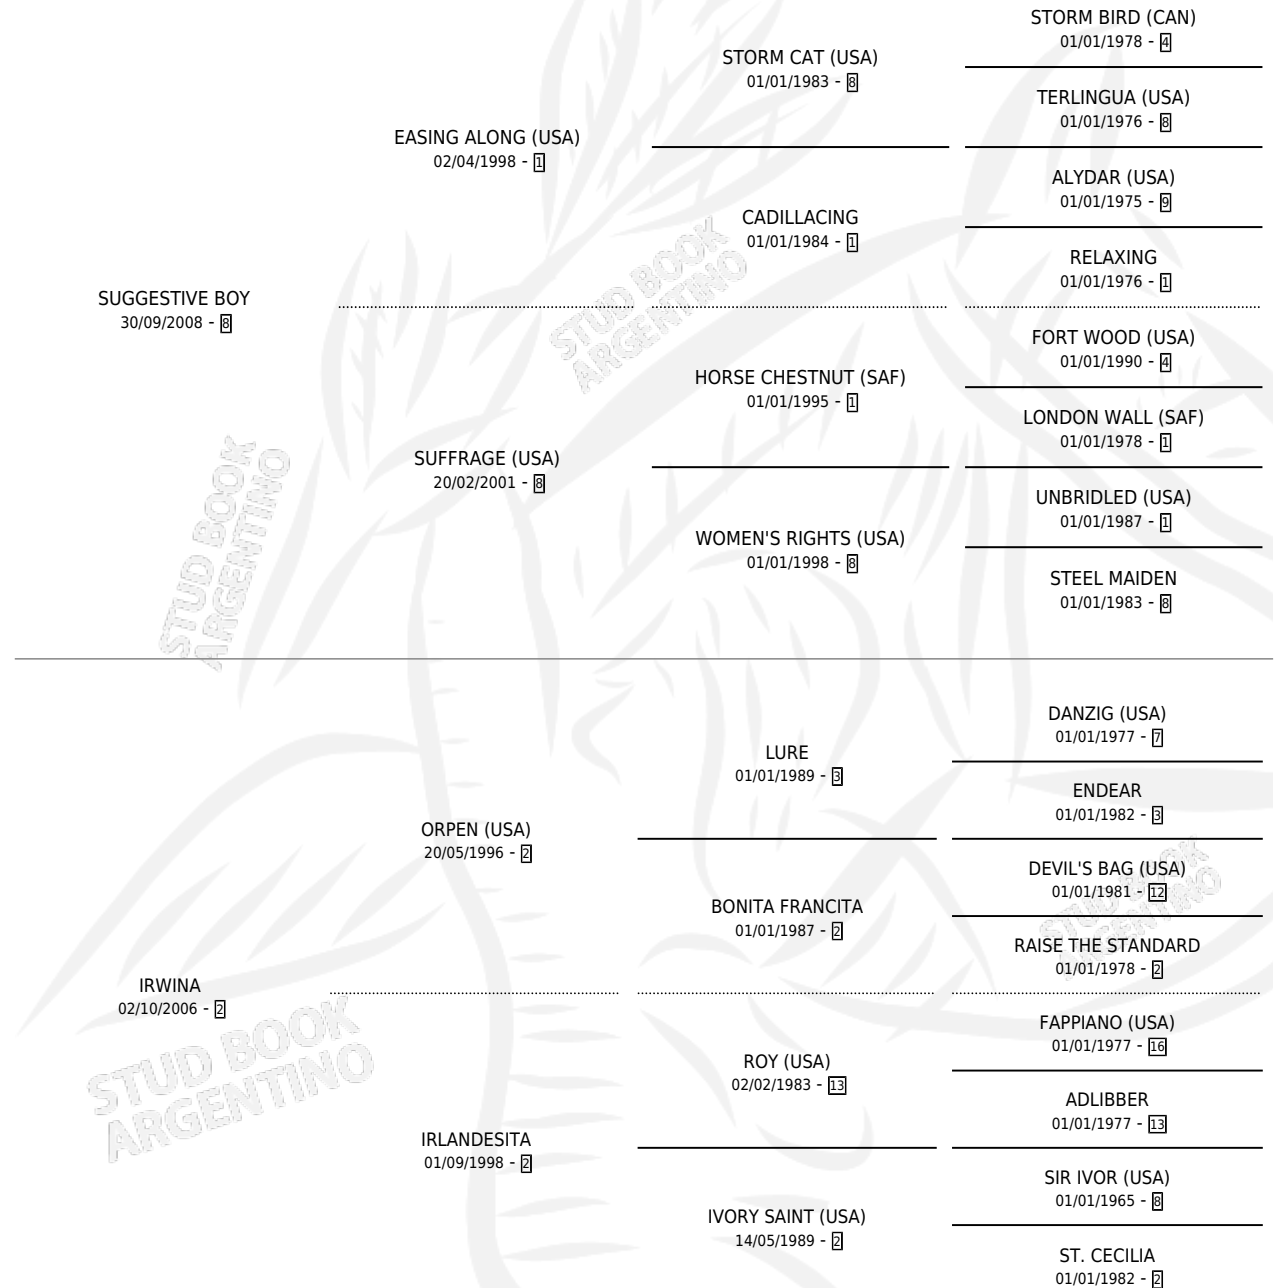 STORM BIRD (CAN)
01/01/1978 - 4
STORM CAT (USA)
01/01/1983 - 8
TERLINGUA (USA)
01/01/1976 - 8
EASING ALONG (USA)
02/04/1998 - 1
ALYDAR (USA)
01/01/1975 - 9
CADILLACING
01/01/1984 - 1
RELAXING
01/01/1976 - 1
SUGGESTIVE BOY
30/09/2008 - 8
FORT WOOD (USA)
01/01/1990 - 4
HORSE CHESTNUT (SAF)
01/01/1995 - 1
LONDON WALL (SAF)
01/01/1978 - 1
SUFFRAGE (USA)
20/02/2001 - 8
UNBRIDLED (USA)
01/01/1987 - 1
WOMEN'S RIGHTS (USA)
01/01/1998 - 8
STEEL MAIDEN
01/01/1983 - 8
STUD BOOK
ARGENTINO
STUD BOOK
ARGENTINO
DANZIG (USA)
01/01/1977 - 7
LURE
01/01/1989 - 3
ENDEAR
01/01/1982 - 3
ORPEN (USA)
20/05/1996 - 2
DEVIL'S BAG (USA)
01/01/1981 - 12
BONITA FRANCITA
01/01/1987 - 2
RAISE THE STANDARD
01/01/1978 - 2
IRWINA
02/10/2006 - 2
FAPPIANO (USA)
01/01/1977 - 16
ROY (USA)
02/02/1983 - 13
ADLIBBER
01/01/1977 - 13
IRLANDESITA
01/09/1998 - 2
SIR IVOR (USA)
01/01/1965 - 8
IVORY SAINT (USA)
14/05/1989 - 2
ST. CECILIA
01/01/1982 - 2
STUD BOOK
ARGENTINO
STUD BOOK
ARGENTINO